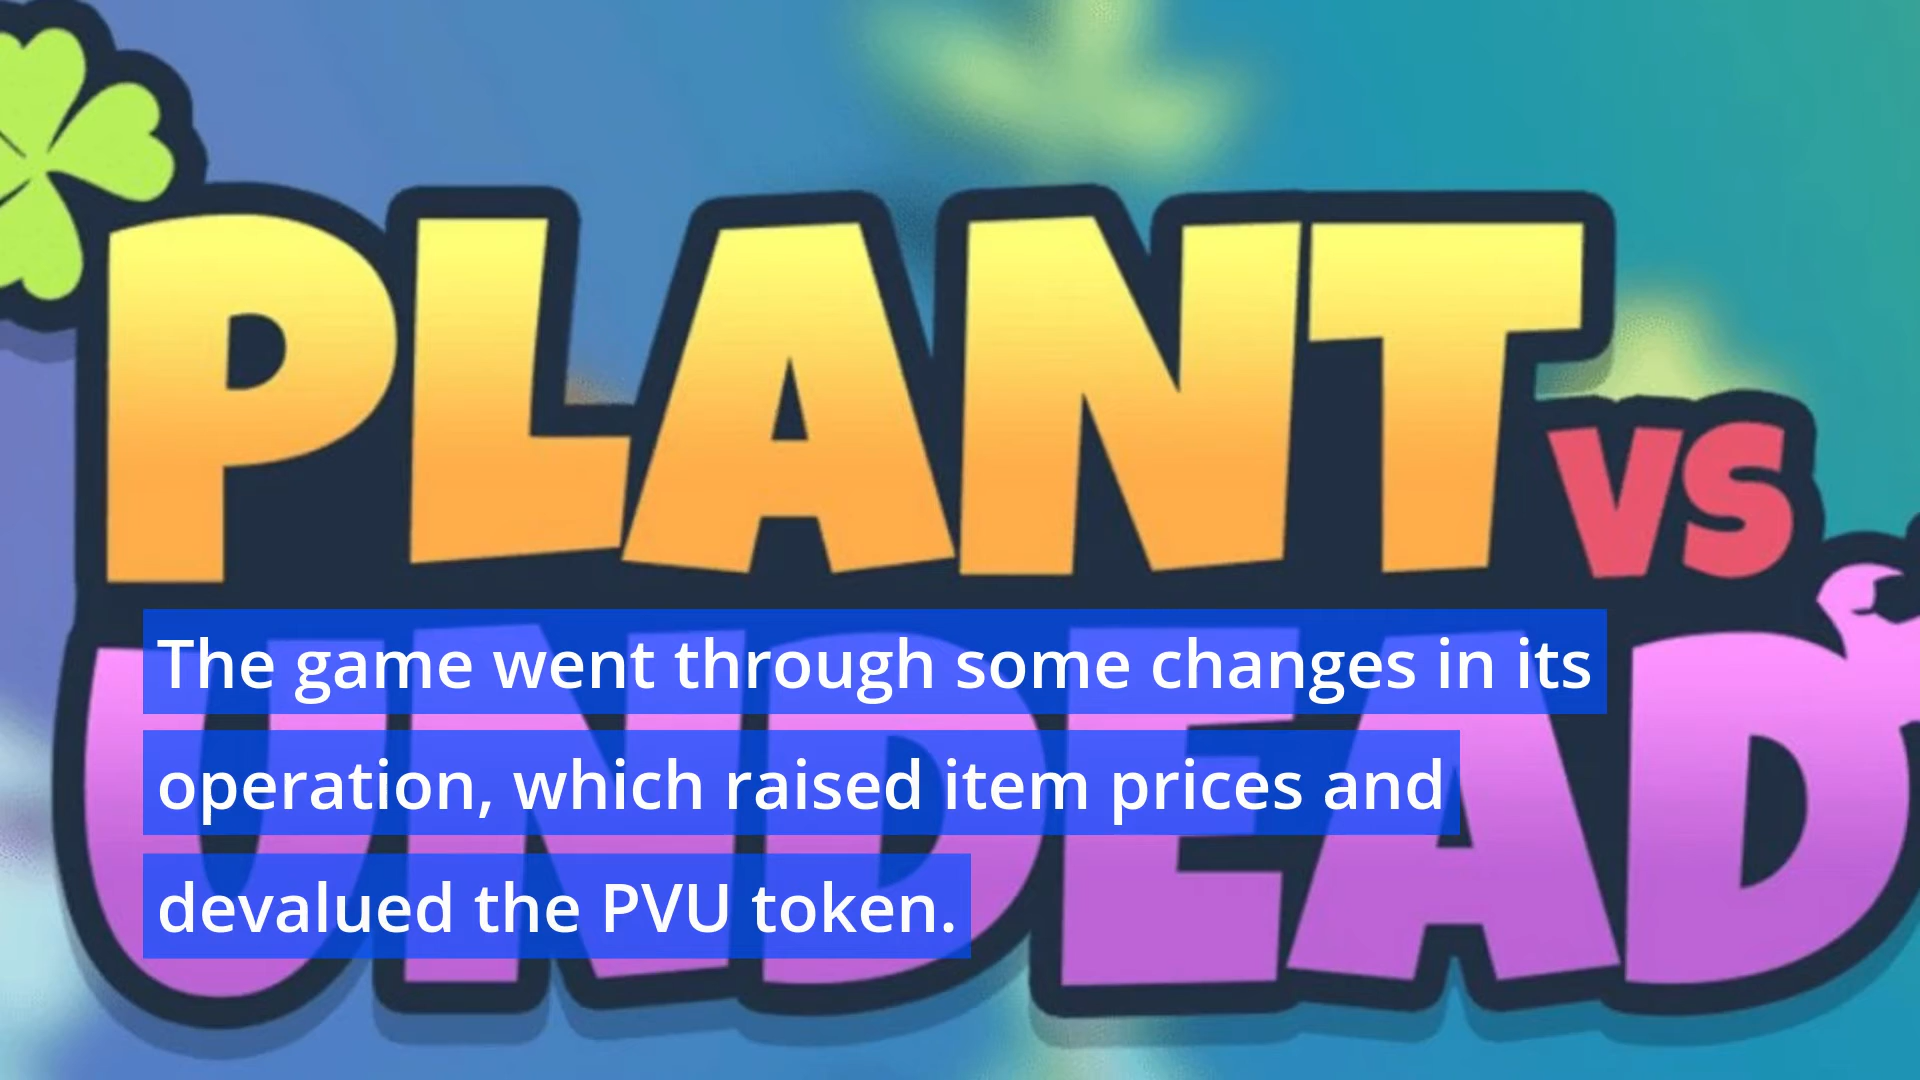 PLANT VS
UNDEAD
The game went through some changes in its
operation, which raised item prices and
devalued the PVU token.